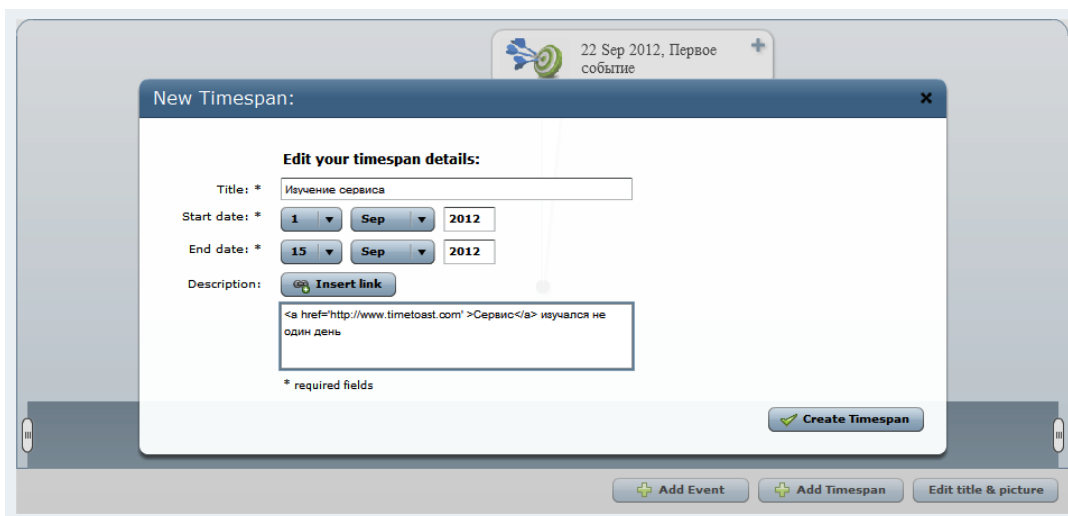 22 Sep 2012, Первое
событие
New Timespan:
Edit your timespan details:
Title: * Изучение сервиса
Start date: * 1 Sep 2012
End date: * 15 Sep 2012
Description: Insert link
<a href='http://www.timetoast.com' >Сервис</a> изучался не
один день
* required fields
Create Timespan
Add Event Add Timespan Edit title & picture